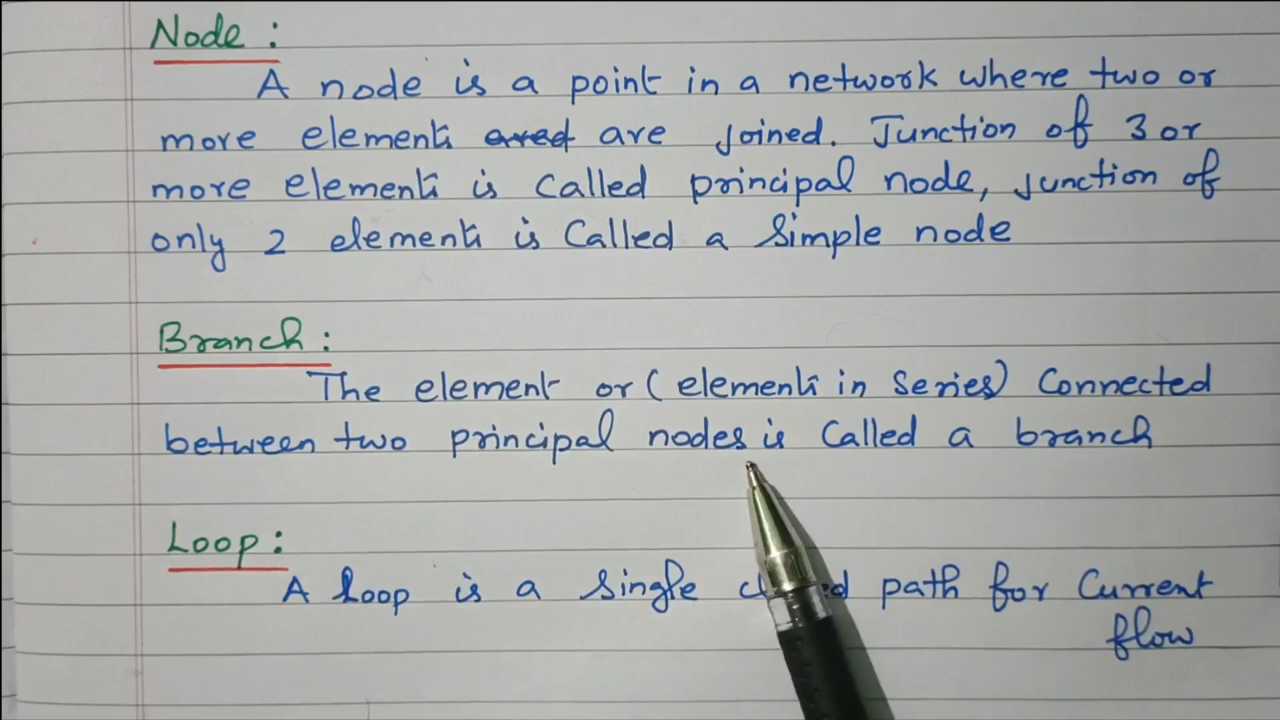 Node :
A node is a point in a network where two or
more elements are joined. Junction of 3 or
more elements is called principal node, junction of
only 2 elements is Called a Simple node
Branch :
The element or ( elements in Series) Connected
between two principal nodes is Called a branch
Loop :
A loop is a Single path for Current
flow